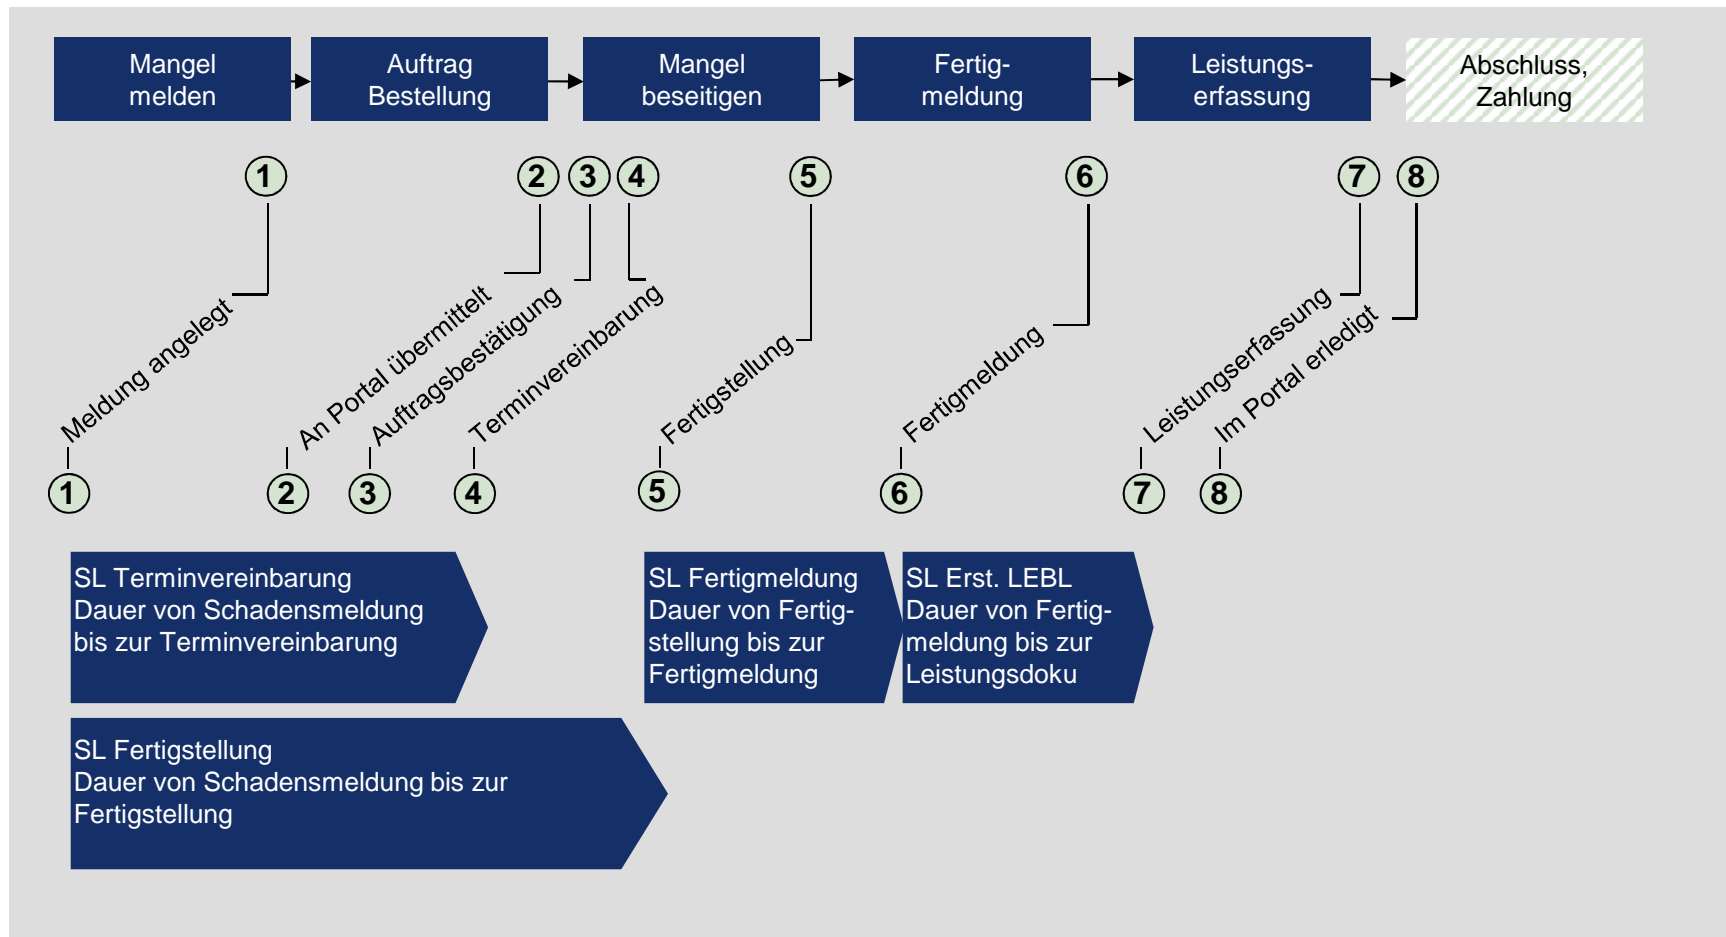 Mangel
melden
Auftrag
Bestellung
Mangel
beseitigen
Fertig-
meldung
Leistungs-
erfassung
Abschluss,
Zahlung
1
2
3
4
5
6
7
8
Meldung angelegt
An Portal übermittelt
Auftragsbestätigung
Terminvereinbarung
Fertigstellung
Fertigmeldung
Leistungserfassung
Im Portal erledigt
1
2
3
4
5
6
7
8
SL Terminvereinbarung
Dauer von Schadensmeldung
bis zur Terminvereinbarung
SL Fertigmeldung
Dauer von Fertig-
stellung bis zur
Fertigmeldung
SL Erst. LEBL
Dauer von Fertig-
meldung bis zur
Leistungsdoku
SL Fertigstellung
Dauer von Schadensmeldung bis zur
Fertigstellung